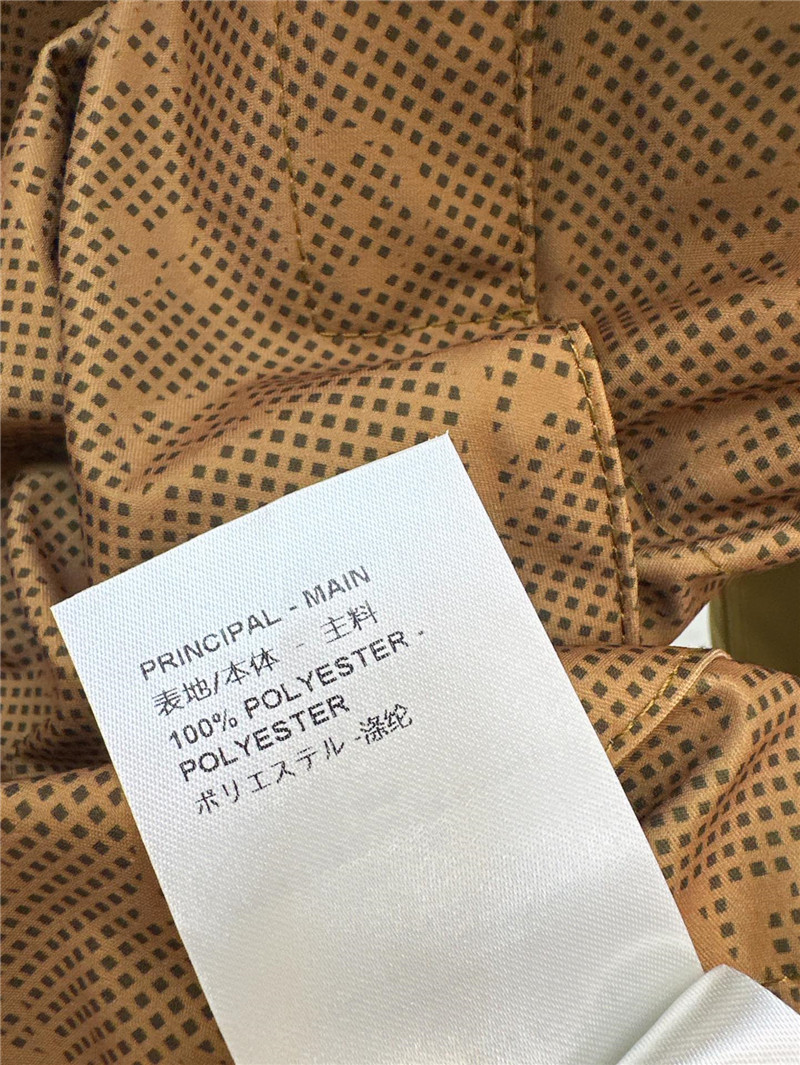 PRINCIPAL - MAIN
表地/本体 - 主料
100% POLYESTER -
POLYESTER
ポリエステル -涤纶